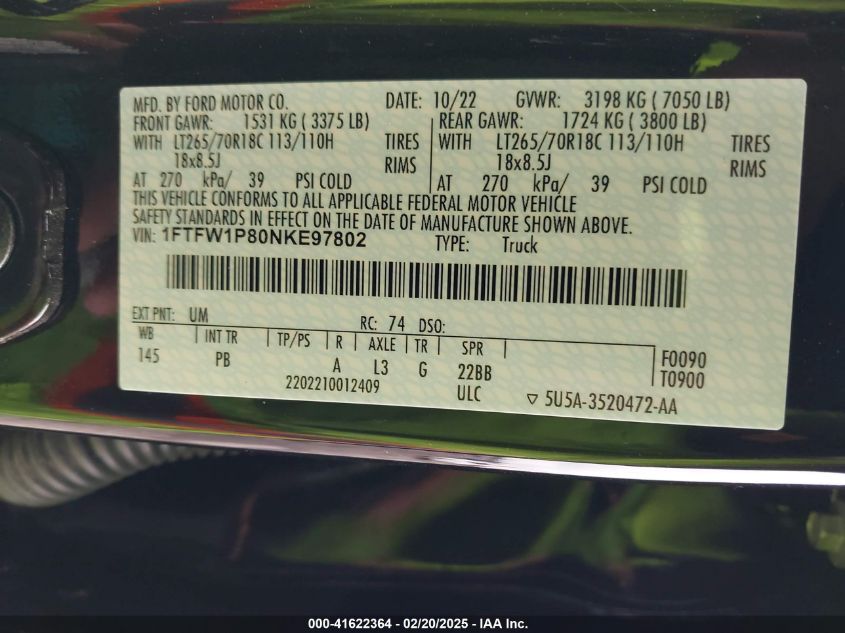 MFD. BY FORD MOTOR CO. DATE: 10/22 GVWR: 3198 KG ( 7050 LB)
FRONT GAWR: 1531 KG ( 3375 LB) REAR GAWR: 1724 KG ( 3800 LB)
WITH LT265/70R18C 113/110H TIRES WITH LT265/70R18C 113/110H TIRES
18x8.5J RIMS 18x8.5J RIMS
AT 270 kPa/ 39 PSI COLD AT 270 kPa/ 39 PSI COLD
THIS VEHICLE CONFORMS TO ALL APPLICABLE FEDERAL MOTOR VEHICLE
SAFETY STANDARDS IN EFFECT ON THE DATE OF MANUFACTURE SHOWN ABOVE.
VIN: 1FTFW1P80NKE97802 TYPE: Truck
EXT PNT: UM RC: 74 DSO:
WB INT TR TP/PS R AXLE TR SPR F0090
145 PB A L3 G 22BB T0900
2202210012409 ULC 5U5A-3520472-AA
000-41622364 - 02/20/2025 - IAA Inc.